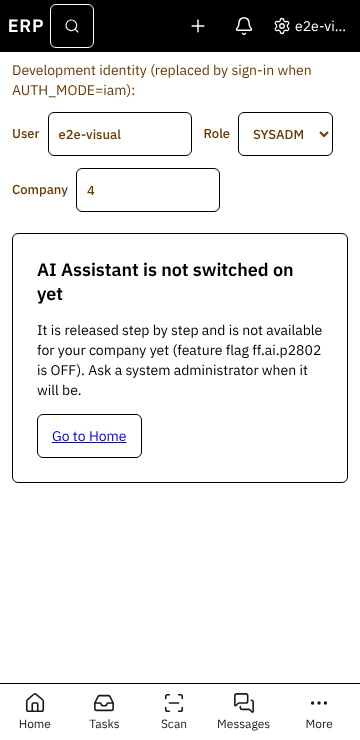 ERP
e2e-vi...
Development identity (replaced by sign-in when
AUTH_MODE=iam):
User e2e-visual Role SYSADM
Company 4
AI Assistant is not switched on
yet
It is released step by step and is not available
for your company yet (feature flag ff.ai.p2802
is OFF). Ask a system administrator when it
will be.
Go to Home
Home Tasks Scan Messages More